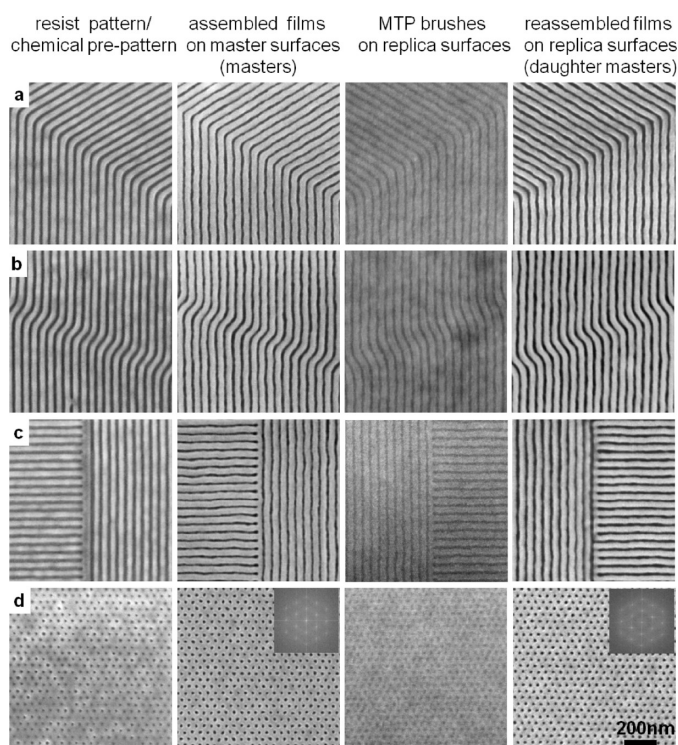 resist pattern/
chemical pre-pattern
assembled films
on master surfaces
(masters)
MTP brushes
on replica surfaces
reassembled films
on replica surfaces
(daughter masters)
a
b
c
d
200nm